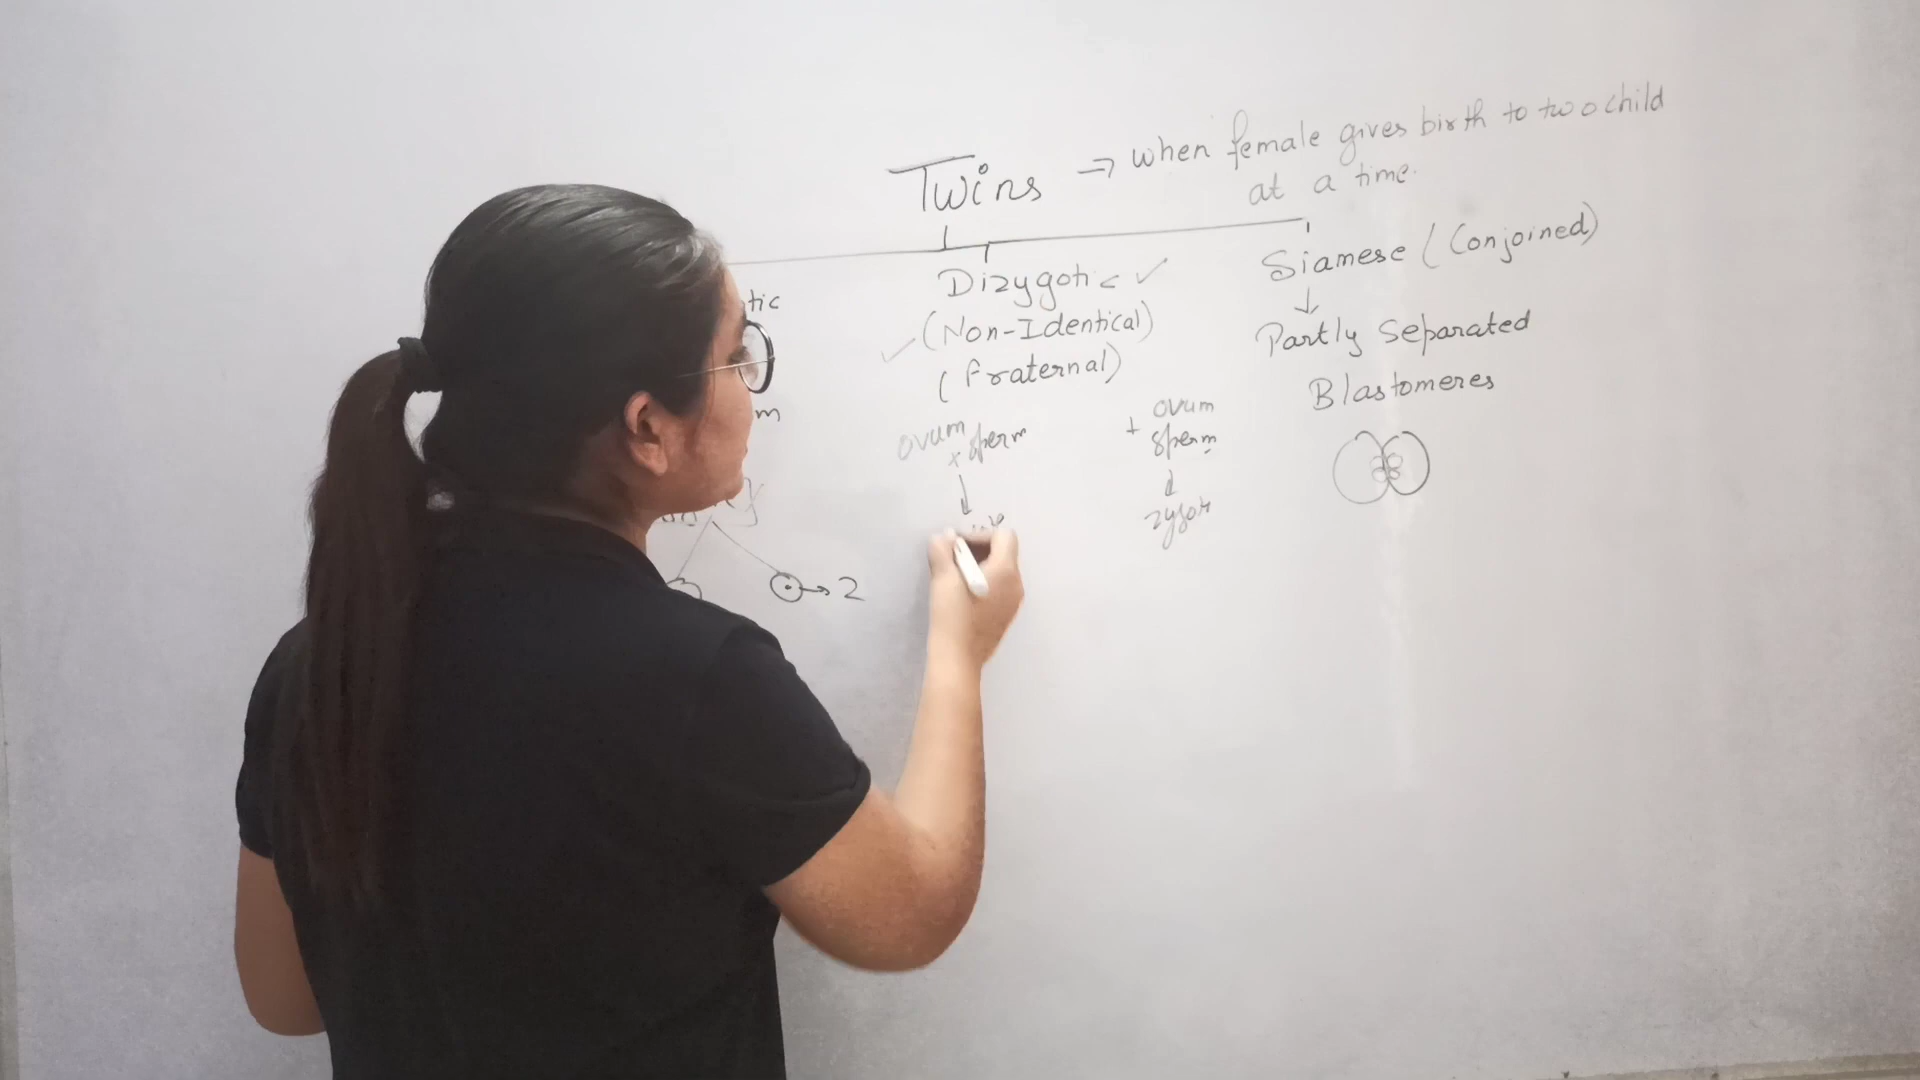 Twins → when female gives birth to two child
at a time.
tic
Dizygotic ✓
✓ (Non-Identical)
(fraternal)
Siamese (Conjoined)
↓
Partly Separated
Blastomeres
m
ovum
+ sperm
↓
ovum
+ sperm
↓
zygote
→ 2